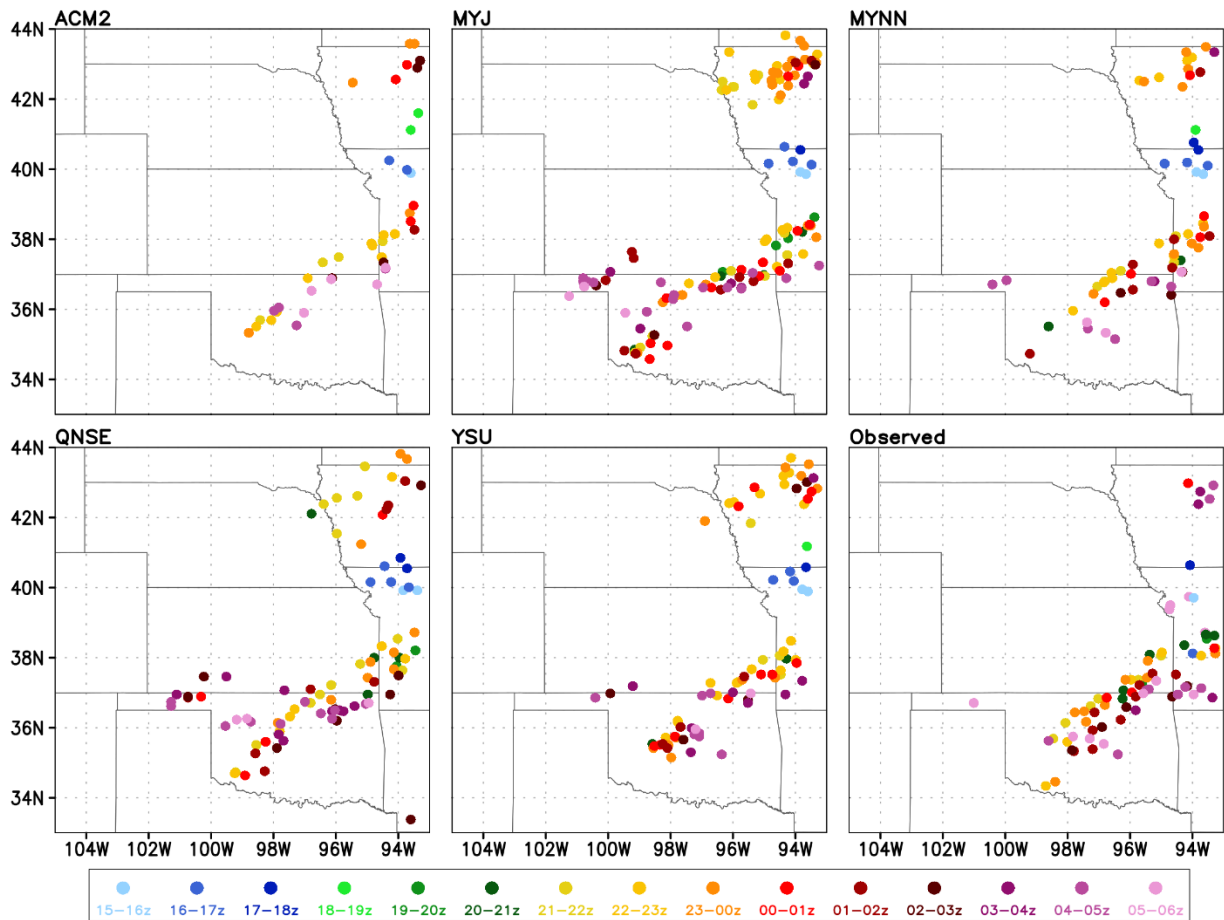 ACM2 MYJ MYNN
44N
42N
40N
38N
36N
34N
QNSE YSU Observed
44N
42N
40N
38N
36N
34N
104W 102W 100W 98W 96W 94W 104W 102W 100W 98W 96W 94W 104W 102W 100W 98W 96W 94W
15-16z 16-17z 17-18z 18-19z 19-20z 20-21z 21-22z 22-23z 23-00z 00-01z 01-02z 02-03z 03-04z 04-05z 05-06z